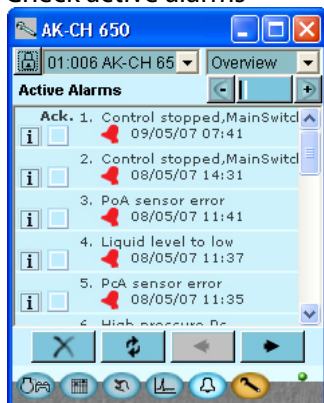 Check active alarms
AK-CH 650
01:006 AK-CH 65 Overview
Active Alarms
Ack. 1. Control stopped,MainSwitc
09/05/07 07:41
2. Control stopped,MainSwitc
08/05/07 14:31
3. PoA sensor error
08/05/07 11:41
4. Liquid level to low
08/05/07 11:37
5. PcA sensor error
08/05/07 11:35
6. High pressure Pc